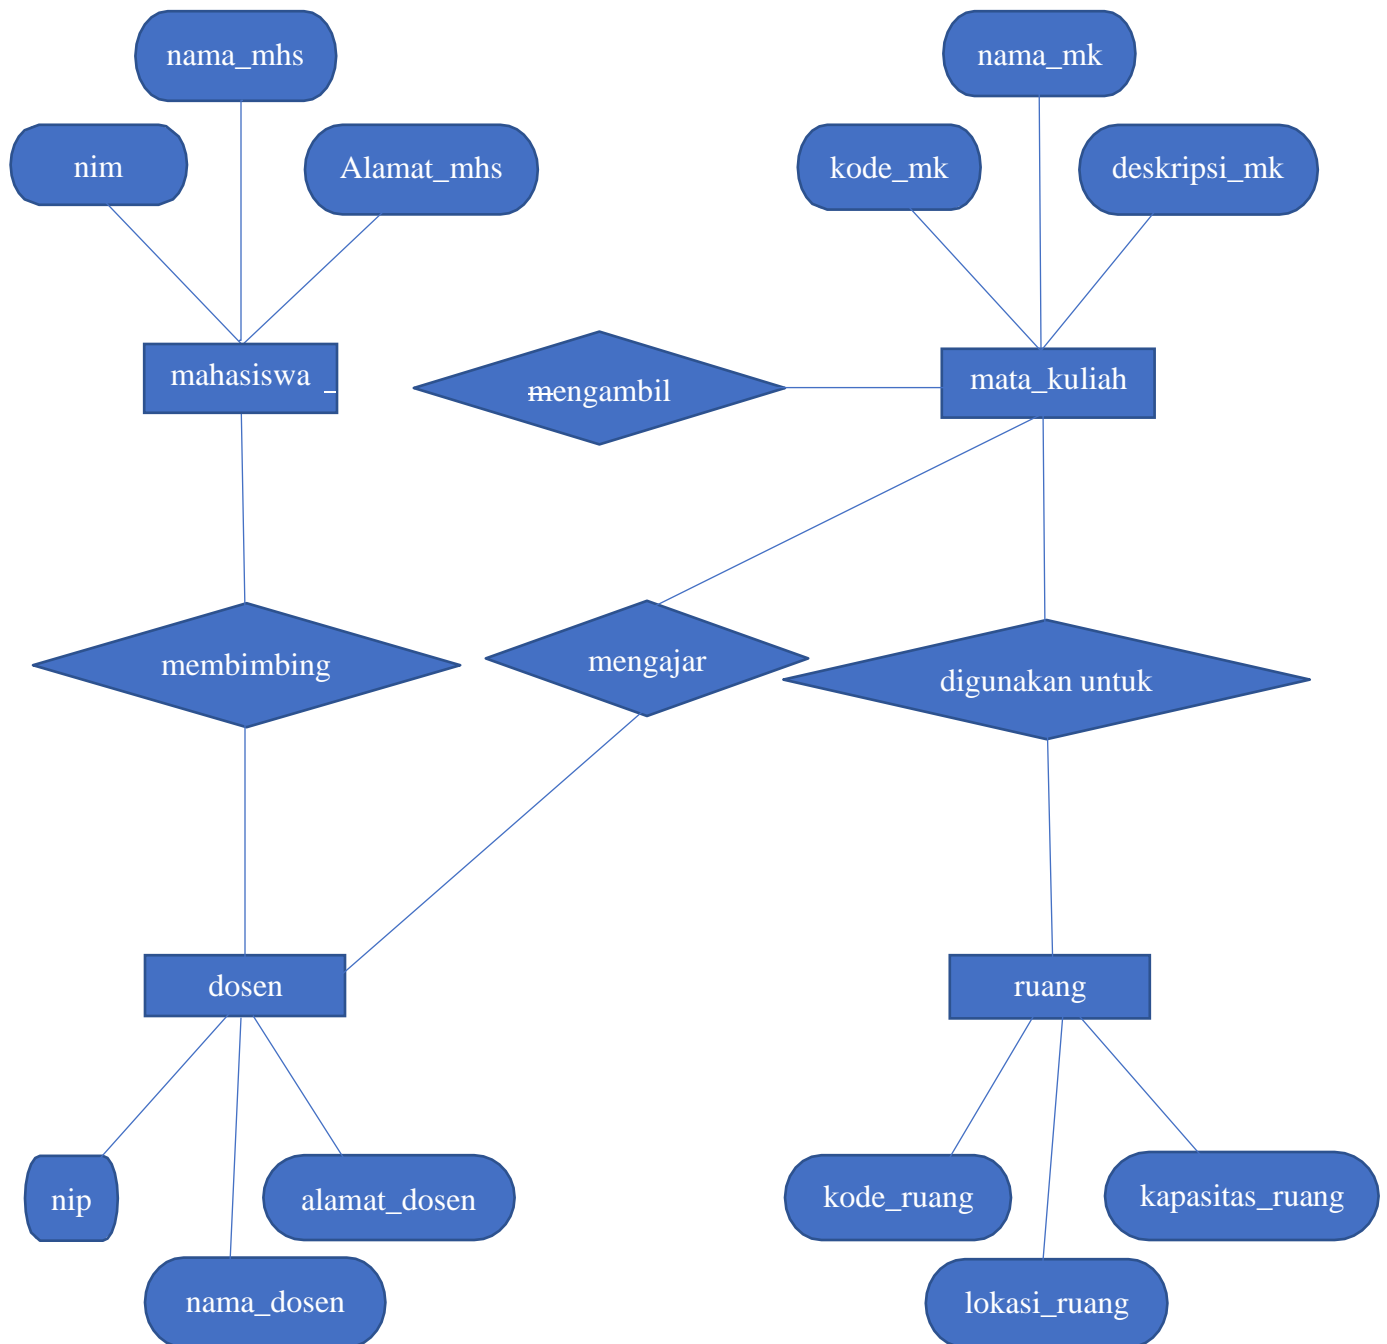 nama_mhs
nama_mk
nim
Alamat_mhs
kode_mk
deskripsi_mk
mahasiswa _
mengambil
mata_kuliah
membimbing
mengajar
digunakan untuk
dosen
ruang
nip
alamat_dosen
kode_ruang
kapasitas_ruang
nama_dosen
lokasi_ruang